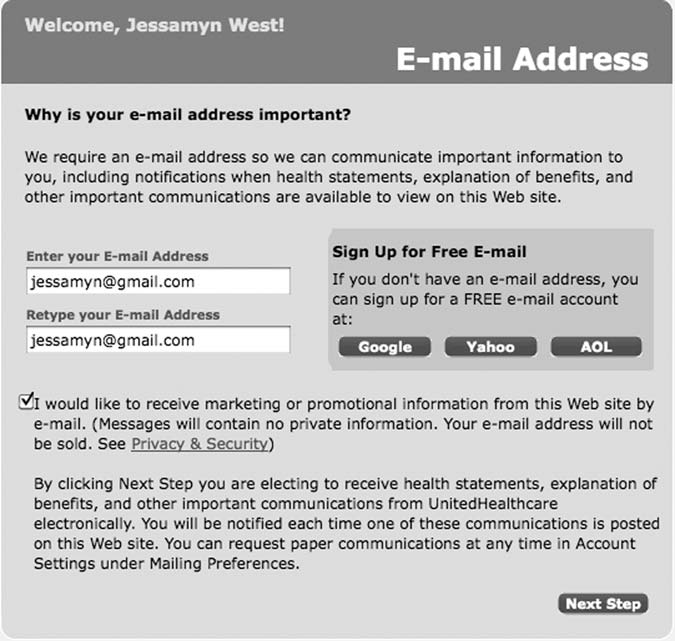 Welcome, Jessamyn West!
E-mail Address
Why is your e-mail address important?
We require an e-mail address so we can communicate important information to
you, including notifications when health statements, explanation of benefits, and
other important communications are available to view on this Web site.
Enter your E-mail Address
jessamyn@gmail.com
Retype your E-mail Address
jessamyn@gmail.com
Sign Up for Free E-mail
If you don't have an e-mail address, you
can sign up for a FREE e-mail account
at:
Google Yahoo AOL
I would like to receive marketing or promotional information from this Web site by
e-mail. (Messages will contain no private information. Your e-mail address will not
be sold. See Privacy & Security)
By clicking Next Step you are electing to receive health statements, explanation of
benefits, and other important communications from UnitedHealthcare
electronically. You will be notified each time one of these communications is posted
on this Web site. You can request paper communications at any time in Account
Settings under Mailing Preferences.
Next Step